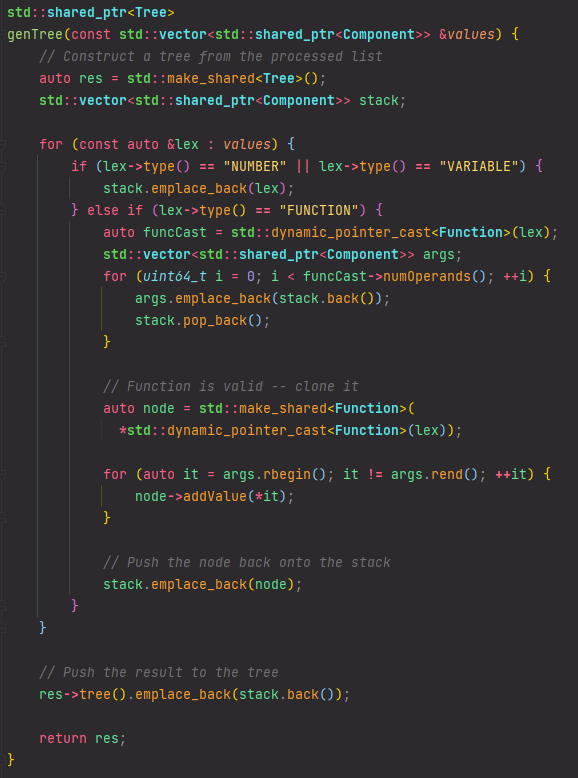 std::shared_ptr<Tree>
genTree(const std::vector<std::shared_ptr<Component>> &values) {
    // Construct a tree from the processed list
    auto res = std::make_shared<Tree>();
    std::vector<std::shared_ptr<Component>> stack;

    for (const auto &lex : values) {
        if (lex->type() == "NUMBER" || lex->type() == "VARIABLE") {
            stack.emplace_back(lex);
        } else if (lex->type() == "FUNCTION") {
            auto funcCast = std::dynamic_pointer_cast<Function>(lex);
            std::vector<std::shared_ptr<Component>> args;
            for (uint64_t i = 0; i < funcCast->numOperands(); ++i) {
                args.emplace_back(stack.back());
                stack.pop_back();
            }

            // Function is valid -- clone it
            auto node = std::make_shared<Function>(
              *std::dynamic_pointer_cast<Function>(lex));

            for (auto it = args.rbegin(); it != args.rend(); ++it) {
                node->addValue(*it);
            }

            // Push the node back onto the stack
            stack.emplace_back(node);
        }
    }

    // Push the result to the tree
    res->tree().emplace_back(stack.back());

    return res;
}